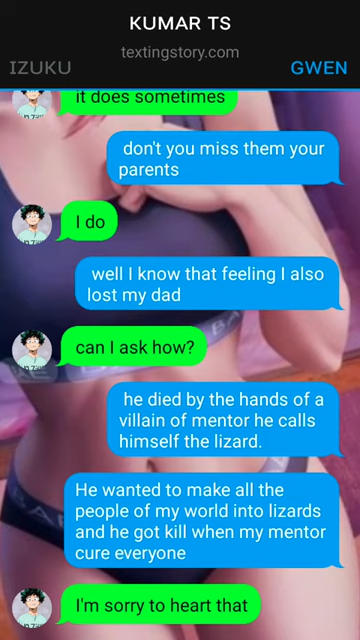 KUMAR TS
textingstory.com
IZUKU
GWEN
it does sometimes
don't you miss them your
parents
I do
well I know that feeling I also
lost my dad
can I ask how?
he died by the hands of a
villain of mentor he calls
himself the lizard.
He wanted to make all the
people of my world into lizards
and he got kill when my mentor
cure everyone
I'm sorry to heart that